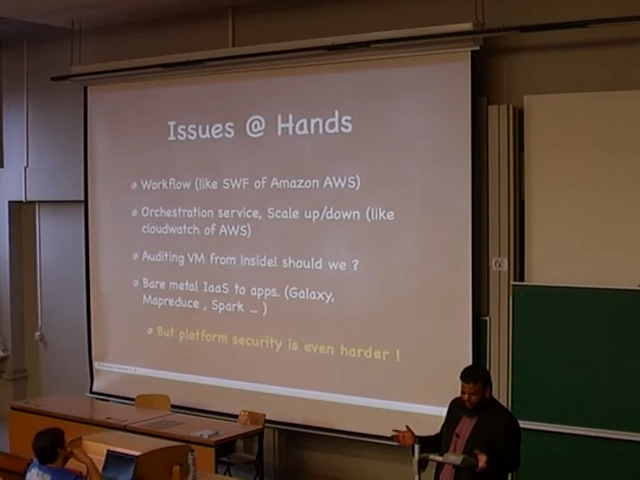 Issues @ Hands
Workflow (like SWF of Amazon AWS)
Orchestration service, Scale up/down (like
cloudwatch of AWS)
Auditing VM from inside! should we ?
Bare metal IaaS to apps. (Galaxy,
Mapreduce , Spark … )
But platform security is even harder !